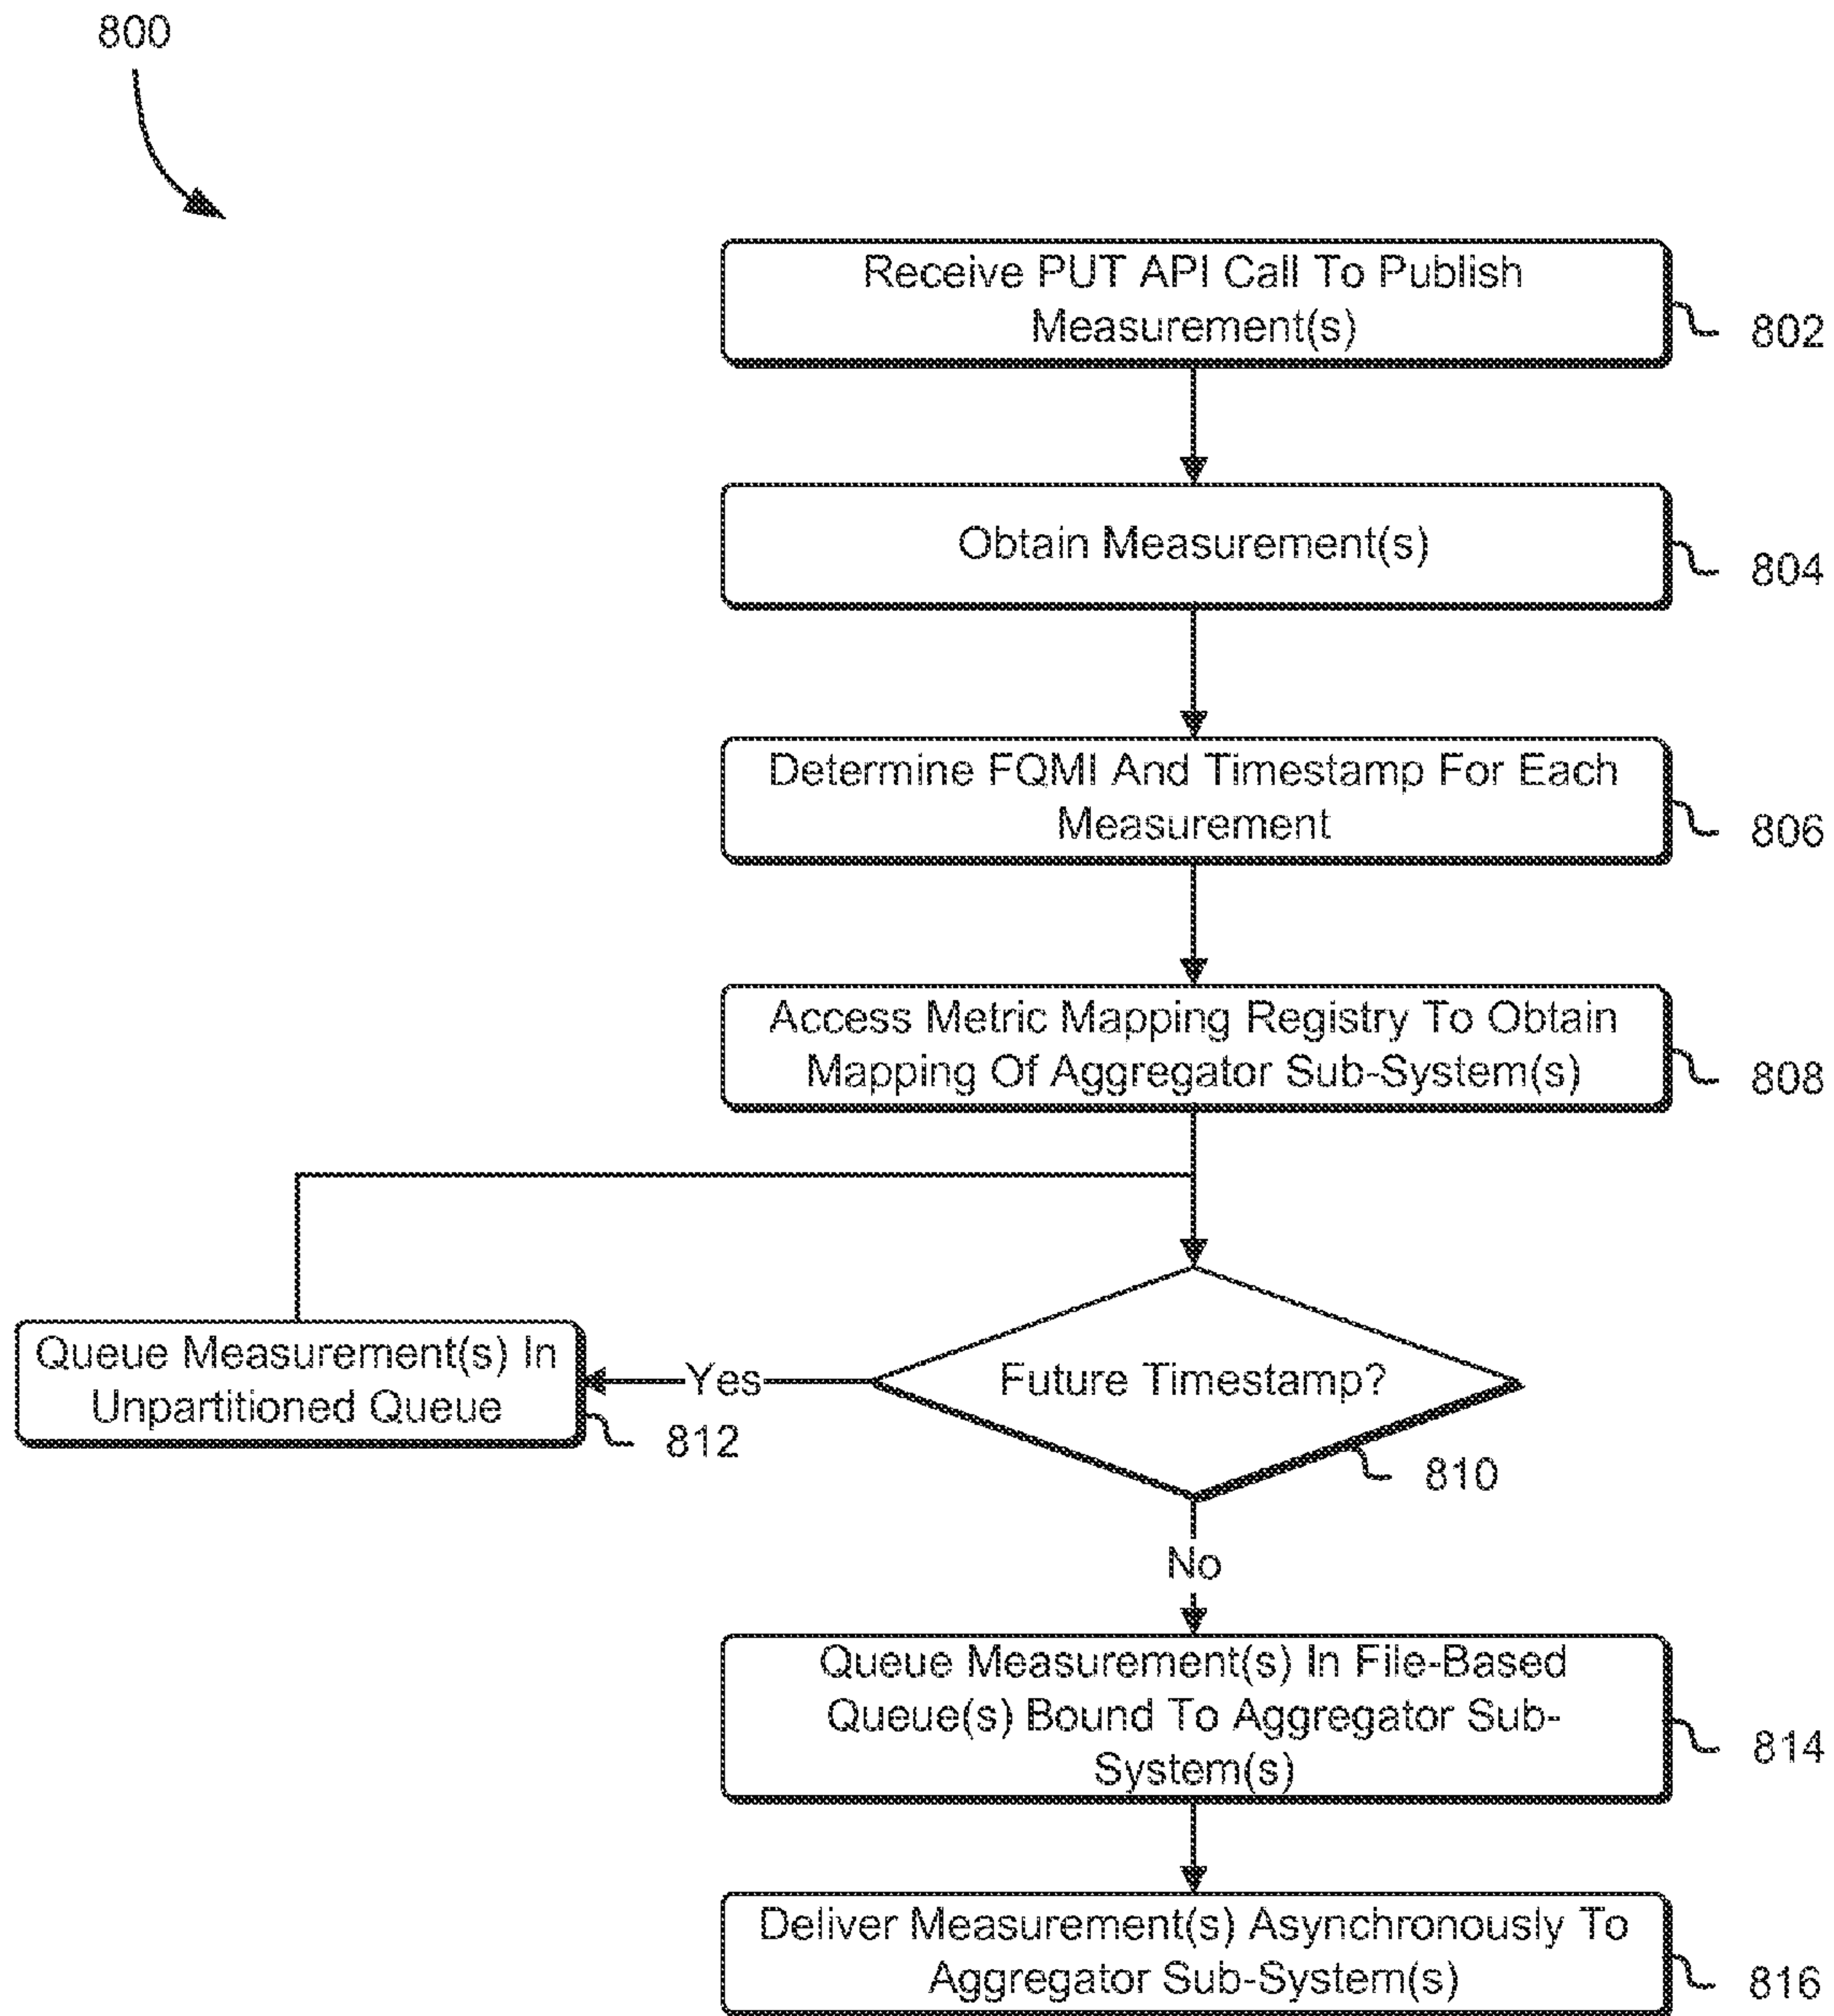 800
Receive PUT API Call To Publish
Measurement(s)
802
Obtain Measurement(s)
804
Determine FQMI And Timestamp For Each
Measurement
806
Access Metric Mapping Registry To Obtain
Mapping Of Aggregator Sub-System(s)
808
Queue Measurement(s) In
Unpartitioned Queue
812
Yes
Future Timestamp?
810
No
Queue Measurement(s) In File-Based
Queue(s) Bound To Aggregator Sub-
System(s)
814
Deliver Measurement(s) Asynchronously To
Aggregator Sub-System(s)
816